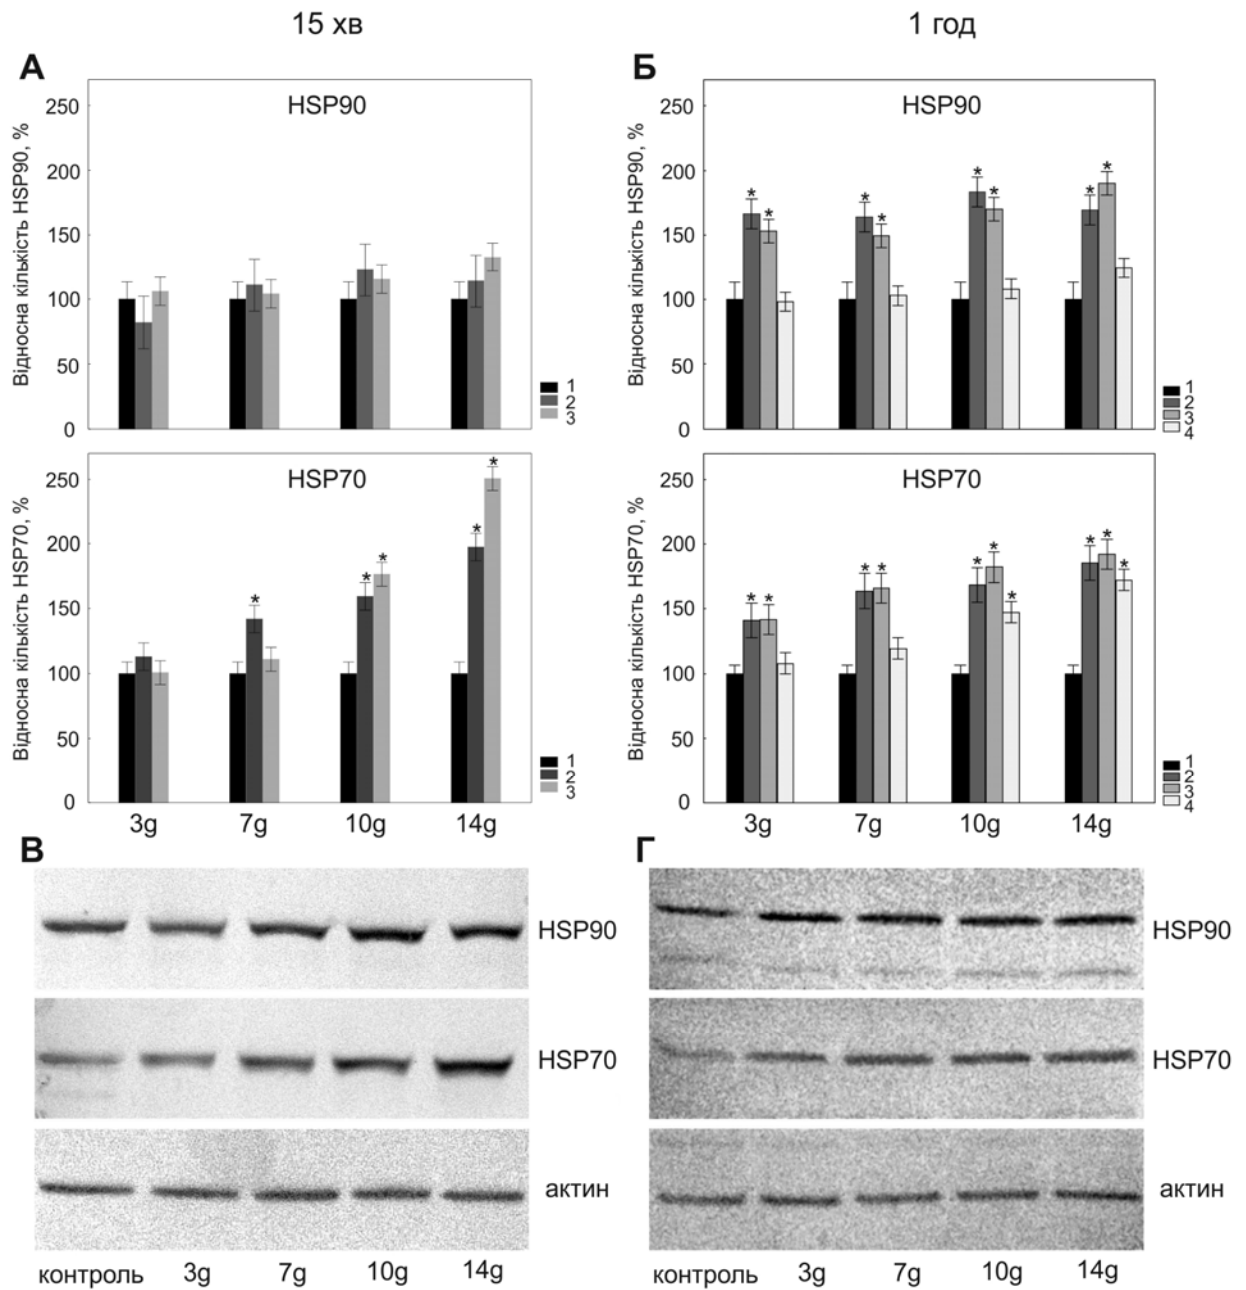 15 хв
1 год
А
HSP90
Відносна кількість HSP90, %
250
200
150
100
50
0
1
2
3
HSP70
Відносна кількість HSP70, %
250
200
150
100
50
0
1
2
3
3g 7g 10g 14g
Б
HSP90
Відносна кількість HSP90, %
250
200
150
100
50
0
1
2
3
4
HSP70
Відносна кількість HSP70, %
250
200
150
100
50
0
1
2
3
4
3g 7g 10g 14g
В
HSP90
HSP70
актин
контроль 3g 7g 10g 14g
Г
HSP90
HSP70
актин
контроль 3g 7g 10g 14g